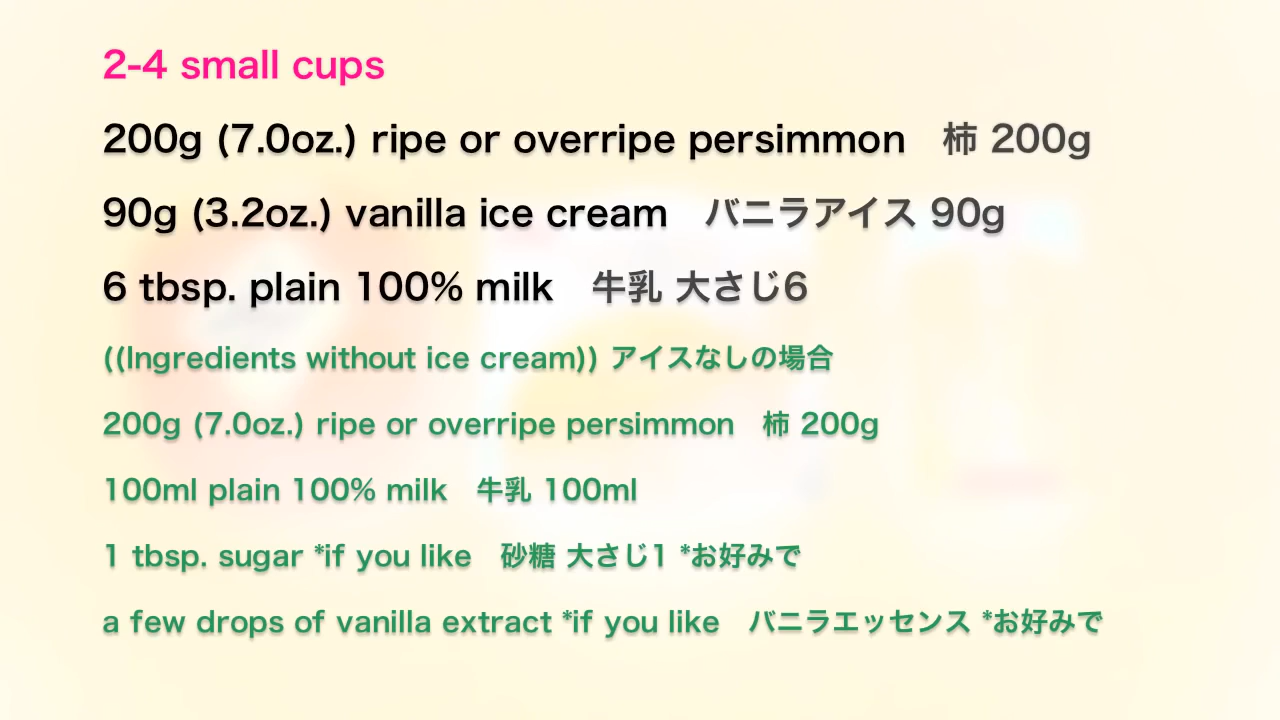 2-4 small cups
200g (7.0oz.) ripe or overripe persimmon　柿 200g
90g (3.2oz.) vanilla ice cream　バニラアイス 90g
6 tbsp. plain 100% milk　牛乳 大さじ6
((Ingredients without ice cream)) アイスなしの場合
200g (7.0oz.) ripe or overripe persimmon　柿 200g
100ml plain 100% milk　牛乳 100ml
1 tbsp. sugar *if you like　砂糖 大さじ1 *お好みで
a few drops of vanilla extract *if you like　バニラエッセンス *お好みで